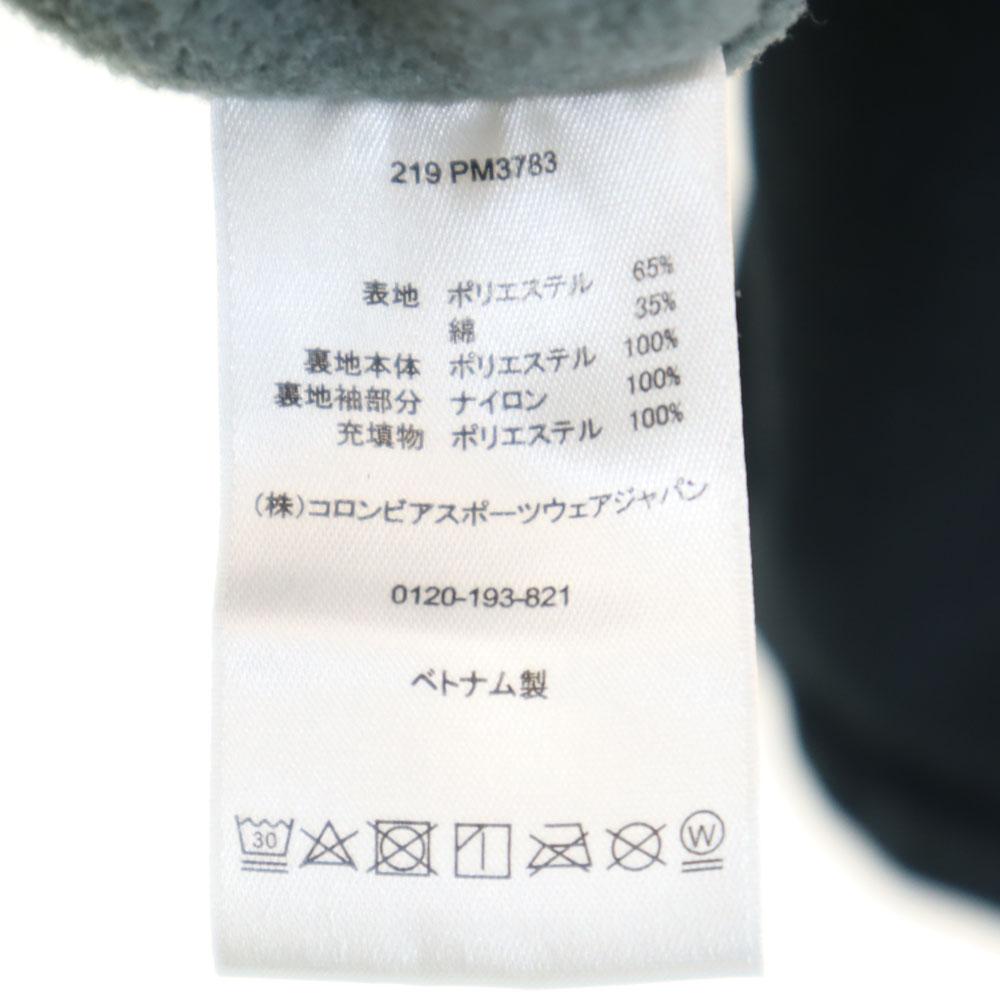 219 PM3783
表地 ポリエステル 65%
綿 35%
裏地本体 ポリエステル 100%
裏地袖部分 ナイロン 100%
充填物 ポリエステル 100%
(株)コロンビアスポーツウェアジャパン
0120-193-821
ベトナム製
30 W